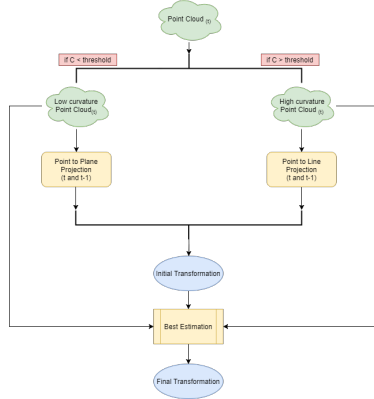 Point Cloud (t)
if C < threshold
if C > threshold
Low curvature
Point Cloud(t)
High curvature
Point Cloud (t)
Point to Plane
Projection
(t and t-1)
Point to Line
Projection
(t and t-1)
Initial Transformation
Best Estimation
Final Transformation